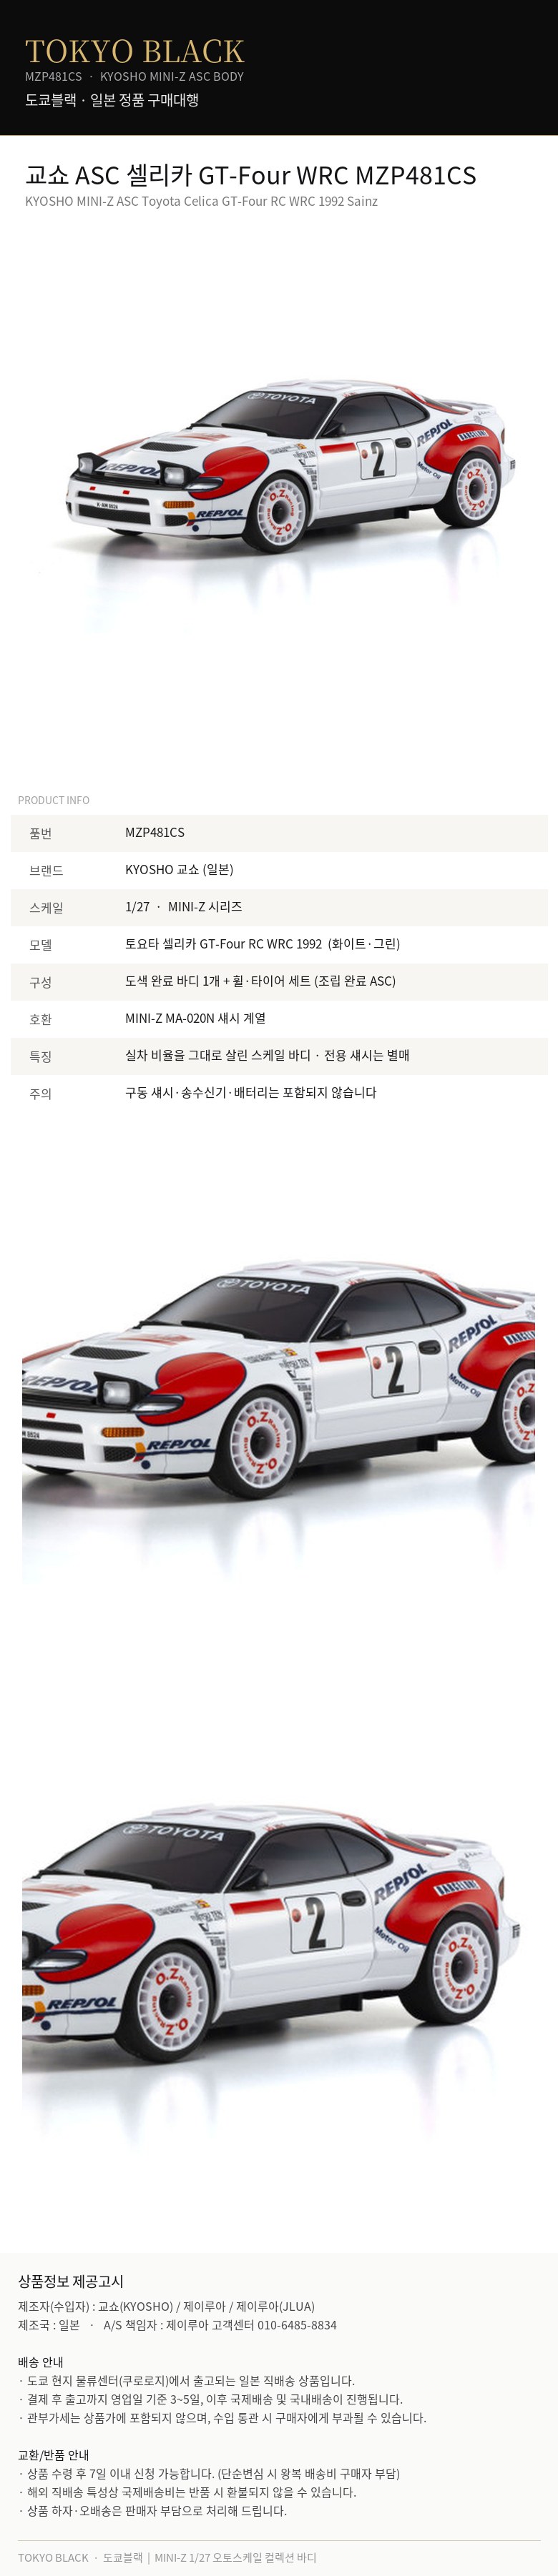 TOKYO BLACK
MZP481CS · KYOSHO MINI-Z ASC BODY
도쿄블랙 · 일본 정품 구매대행
교쇼 ASC 셀리카 GT-Four WRC MZP481CS
KYOSHO MINI-Z ASC Toyota Celica GT-Four RC WRC 1992 Sainz
TOYOTA
REPSOL
2
REPSOL
Motor Oil
O.Z
REPSOL
PRODUCT INFO
품번 MZP481CS
브랜드 KYOSHO 교쇼 (일본)
스케일 1/27 · MINI-Z 시리즈
모델 토요타 셀리카 GT-Four RC WRC 1992 (화이트·그린)
구성 도색 완료 바디 1개 + 휠·타이어 세트 (조립 완료 ASC)
호환 MINI-Z MA-020N 섀시 계열
특징 실차 비율을 그대로 살린 스케일 바디 · 전용 섀시는 별매
주의 구동 섀시·송수신기·배터리는 포함되지 않습니다
TOYOTA
REPSOL
2
REPSOL
Motor Oil
O.Z Racing
REPSOL
TOYOTA
2
REPSOL
Motor Oil
O.Z Racing
O.Z Racing
REPSOL
상품정보 제공고시
제조자(수입자) : 교쇼(KYOSHO) / 제이루아 / 제이루아(JLUA)
제조국 : 일본 · A/S 책임자 : 제이루아 고객센터 010-6485-8834
배송 안내
· 도쿄 현지 물류센터(쿠로로지)에서 출고되는 일본 직배송 상품입니다.
· 결제 후 출고까지 영업일 기준 3~5일, 이후 국제배송 및 국내배송이 진행됩니다.
· 관부가세는 상품가에 포함되지 않으며, 수입 통관 시 구매자에게 부과될 수 있습니다.
교환/반품 안내
· 상품 수령 후 7일 이내 신청 가능합니다. (단순변심 시 왕복 배송비 구매자 부담)
· 해외 직배송 특성상 국제배송비는 반품 시 환불되지 않을 수 있습니다.
· 상품 하자·오배송은 판매자 부담으로 처리해 드립니다.
TOKYO BLACK · 도쿄블랙 | MINI-Z 1/27 오토스케일 컬렉션 바디